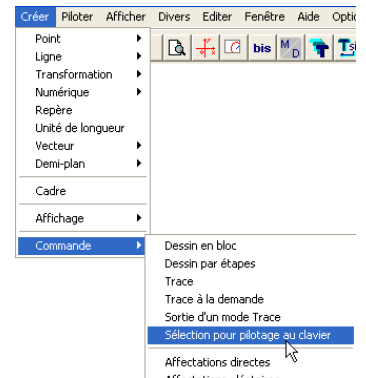 Créer Piloter Afficher Divers Editer Fenêtre Aide
bis M D
Point
Ligne
Transformation
Numérique
Repère
Unité de longueur
Vecteur
Demi-plan
Cadre
Affichage
Commande
Dessin en bloc
Dessin par étapes
Trace
Trace à la demande
Sortie d'un mode Trace
Sélection pour pilotage au clavier
Affectations directes